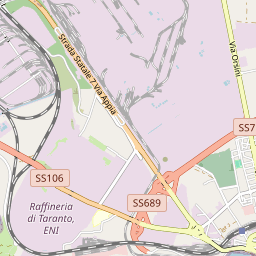 Strada Statale 7 Via Appia
Via Orsini
SS7
SS106
Raffineria
di Taranto,
ENI
SS689